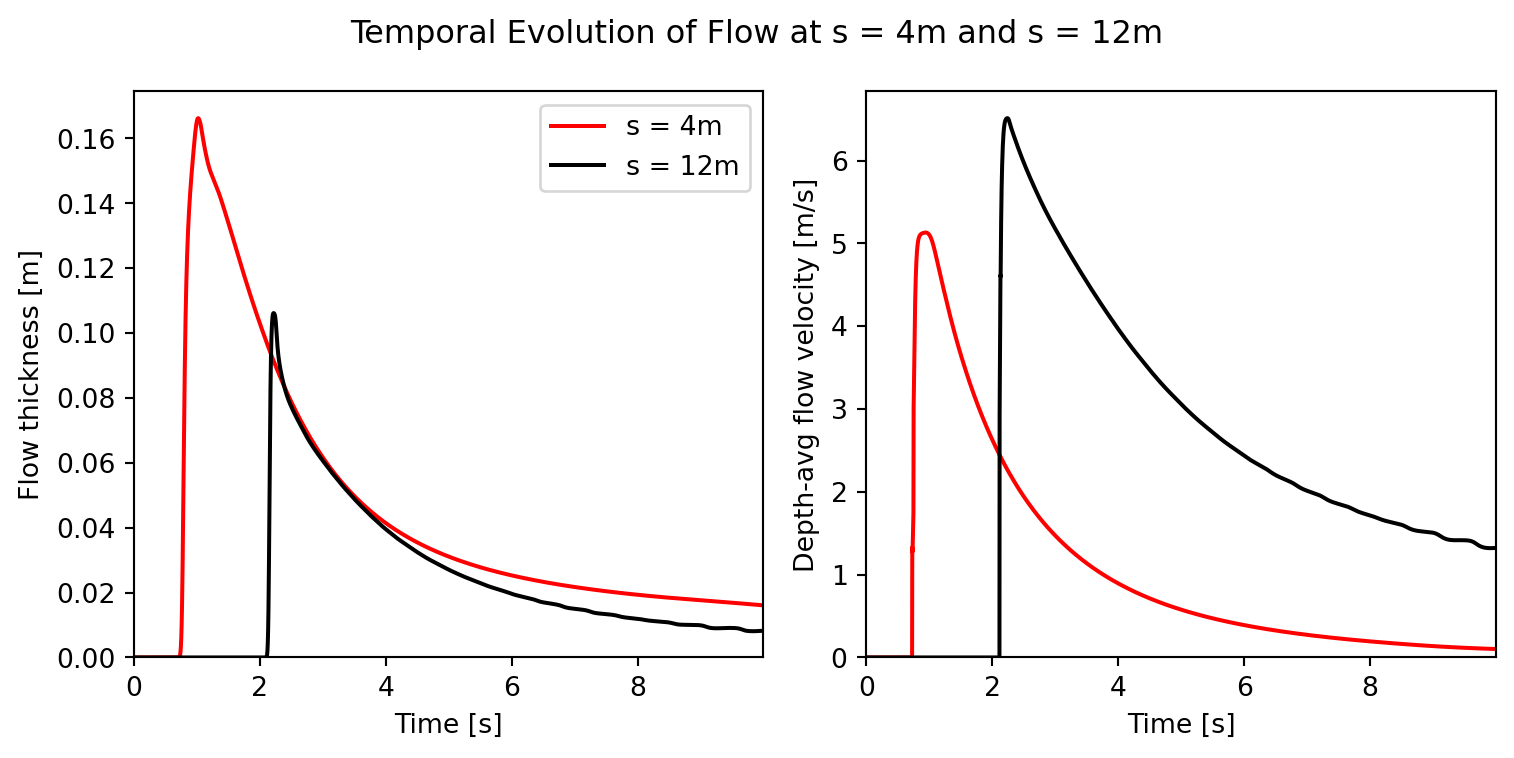 Temporal Evolution of Flow at s = 4m and s = 12m
Flow thickness [m]
0.16
0.14
0.12
0.10
0.08
0.06
0.04
0.02
0.00
0 2 4 6 8
Time [s]
s = 4m
s = 12m
Depth-avg flow velocity [m/s]
6
5
4
3
2
1
0
0 2 4 6 8
Time [s]